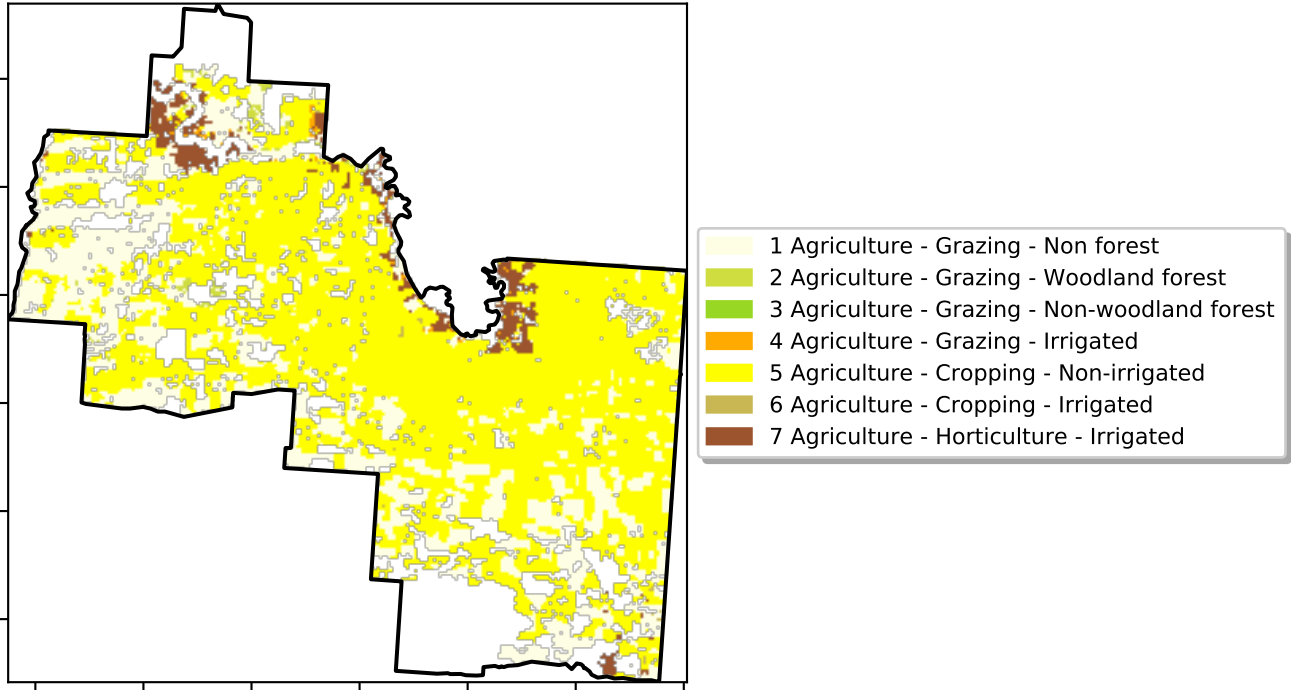 1 Agriculture - Grazing - Non forest
2 Agriculture - Grazing - Woodland forest
3 Agriculture - Grazing - Non-woodland forest
4 Agriculture - Grazing - Irrigated
5 Agriculture - Cropping - Non-irrigated
6 Agriculture - Cropping - Irrigated
7 Agriculture - Horticulture - Irrigated